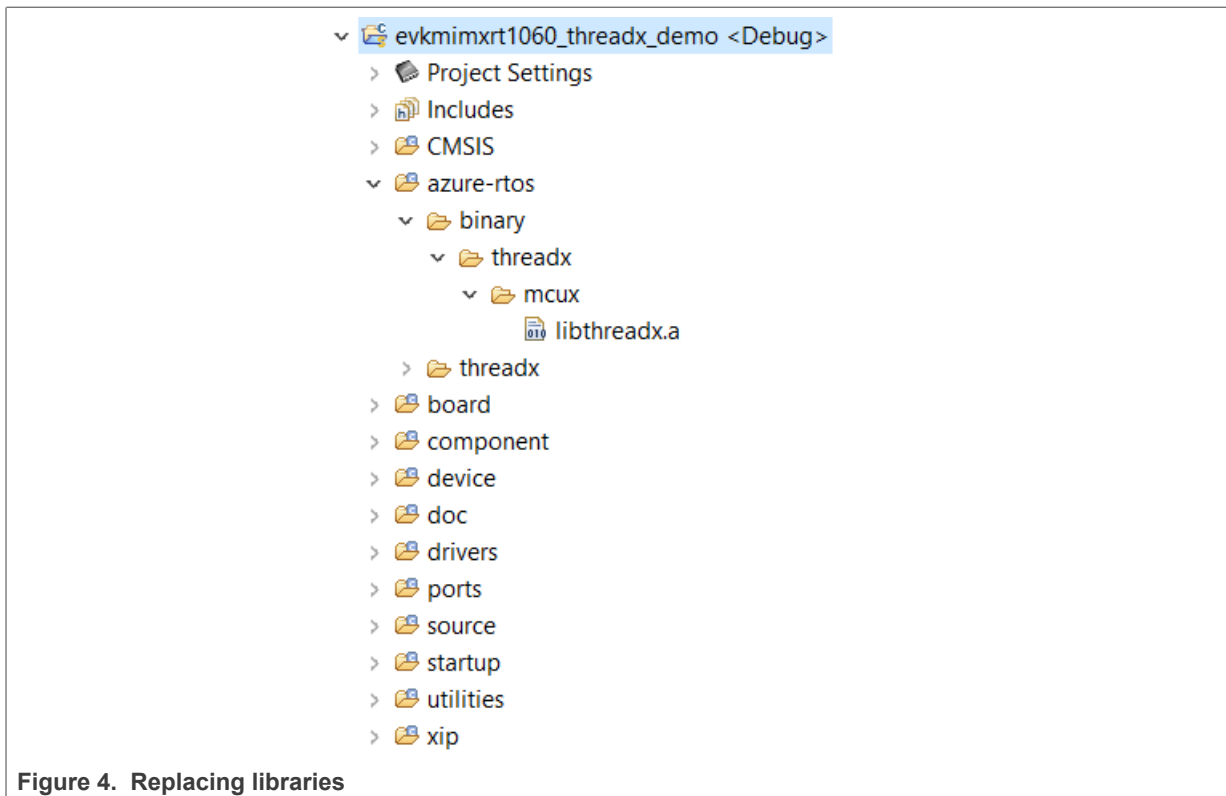 evkmimxrt1060_threadx_demo <Debug>
Project Settings
Includes
CMSIS
azure-rtos
binary
threadx
mcux
libthreadx.a
threadx
board
component
device
doc
drivers
ports
source
startup
utilities
xip
Figure 4. Replacing libraries